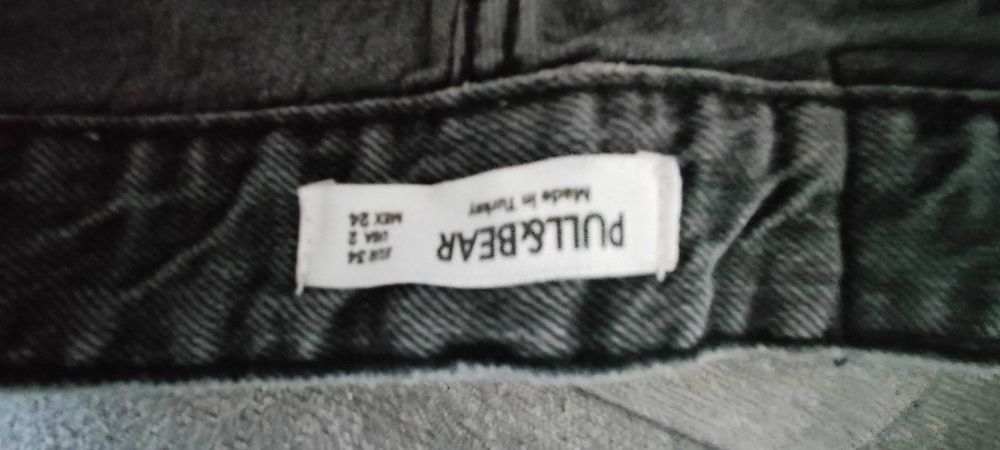 PULL&BEAR
Made in Turkey
EUR 34
USA 2
MEX 24